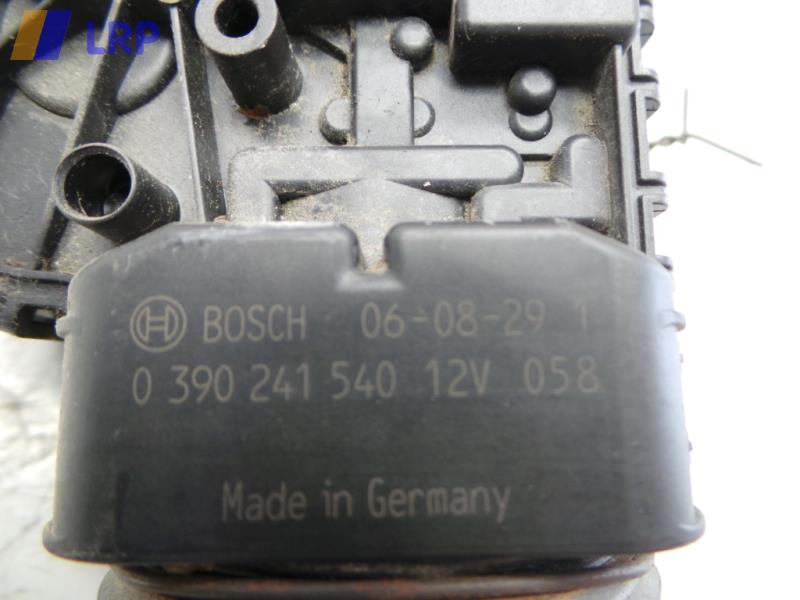 LRP
BOSCH 06-08-29 1
0 390 241 540 12V 058
Made in Germany